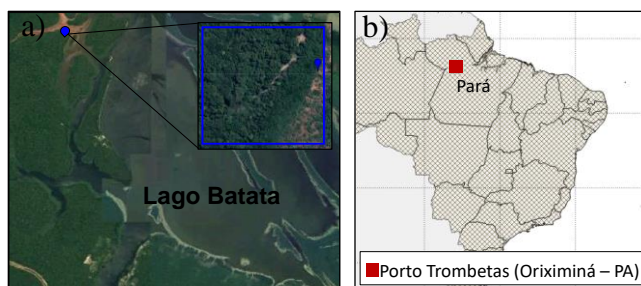 a)
Lago Batata
b)
Pará
Porto Trombetas (Oriximiná – PA)